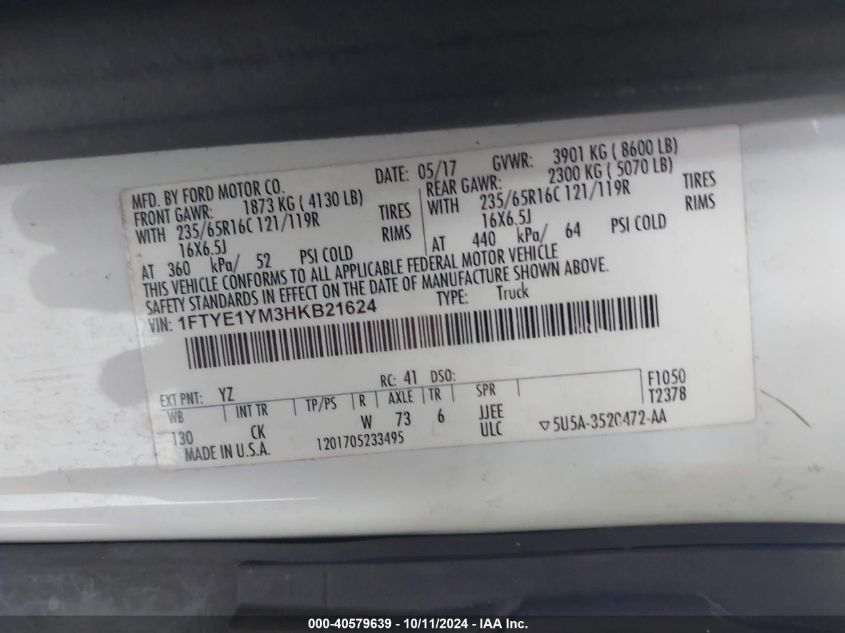 MFD. BY FORD MOTOR CO. DATE: 05/17 GVWR: 3901 KG ( 8600 LB)
FRONT GAWR: 1873 KG ( 4130 LB) REAR GAWR: 2300 KG ( 5070 LB)
WITH 235/65R16C 121/119R TIRES WITH 235/65R16C 121/119R TIRES
16X6.5J RIMS 16X6.5J RIMS
AT 360 kPa/ 52 PSI COLD AT 440 kPa/ 64 PSI COLD
THIS VEHICLE CONFORMS TO ALL APPLICABLE FEDERAL MOTOR VEHICLE
SAFETY STANDARDS IN EFFECT ON THE DATE OF MANUFACTURE SHOWN ABOVE.
VIN: 1FTYE1YM3HKB21624 TYPE: Truck
EXT PNT: YZ RC: 41 DSO: F1050
WB INT TR TP/PS R AXLE TR SPR T2378
130 CK W 73 6 JJEE
MADE IN U.S.A. 1201705233495 ULC ▽5U5A-3520472-AA
000-40579639 - 10/11/2024 - IAA Inc.